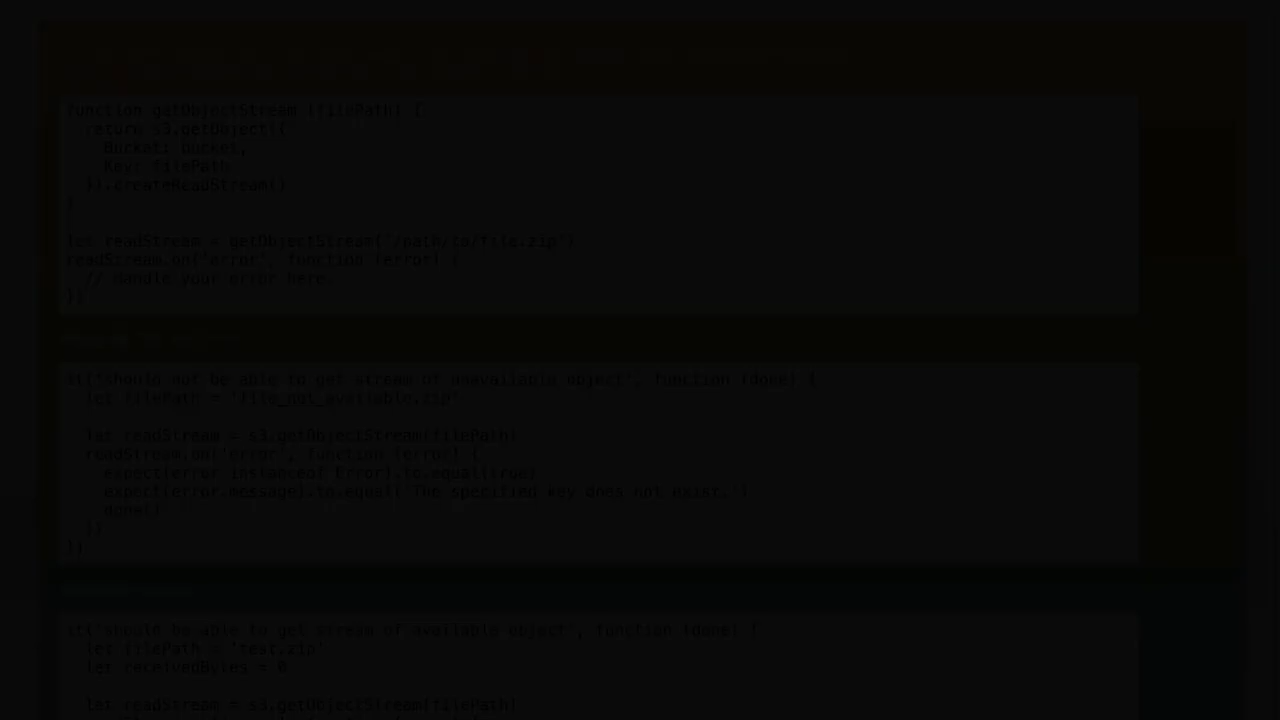 function getObjectStream (filePath) {
return s3.getObject({
Bucket: bucket,
Key: filePath
}).createReadStream()
}
let readStream = getObjectStream('/path/to/file.zip')
readStream.on('error', function (error) {
// Handle your error here.
})
it('should not be able to get stream of unavailable object', function (done) {
let filePath = 'file_not_available.zip'
let readStream = s3.getObjectStream(filePath)
readStream.on('error', function (error) {
expect(error instanceof Error).to.equal(true)
expect(error.message).to.equal('The specified key does not exist.')
done()
})
})
it('should be able to get stream of available object', function (done) {
let filePath = 'test.zip'
let receivedBytes = 0
let readStream = s3.getObjectStream(filePath)